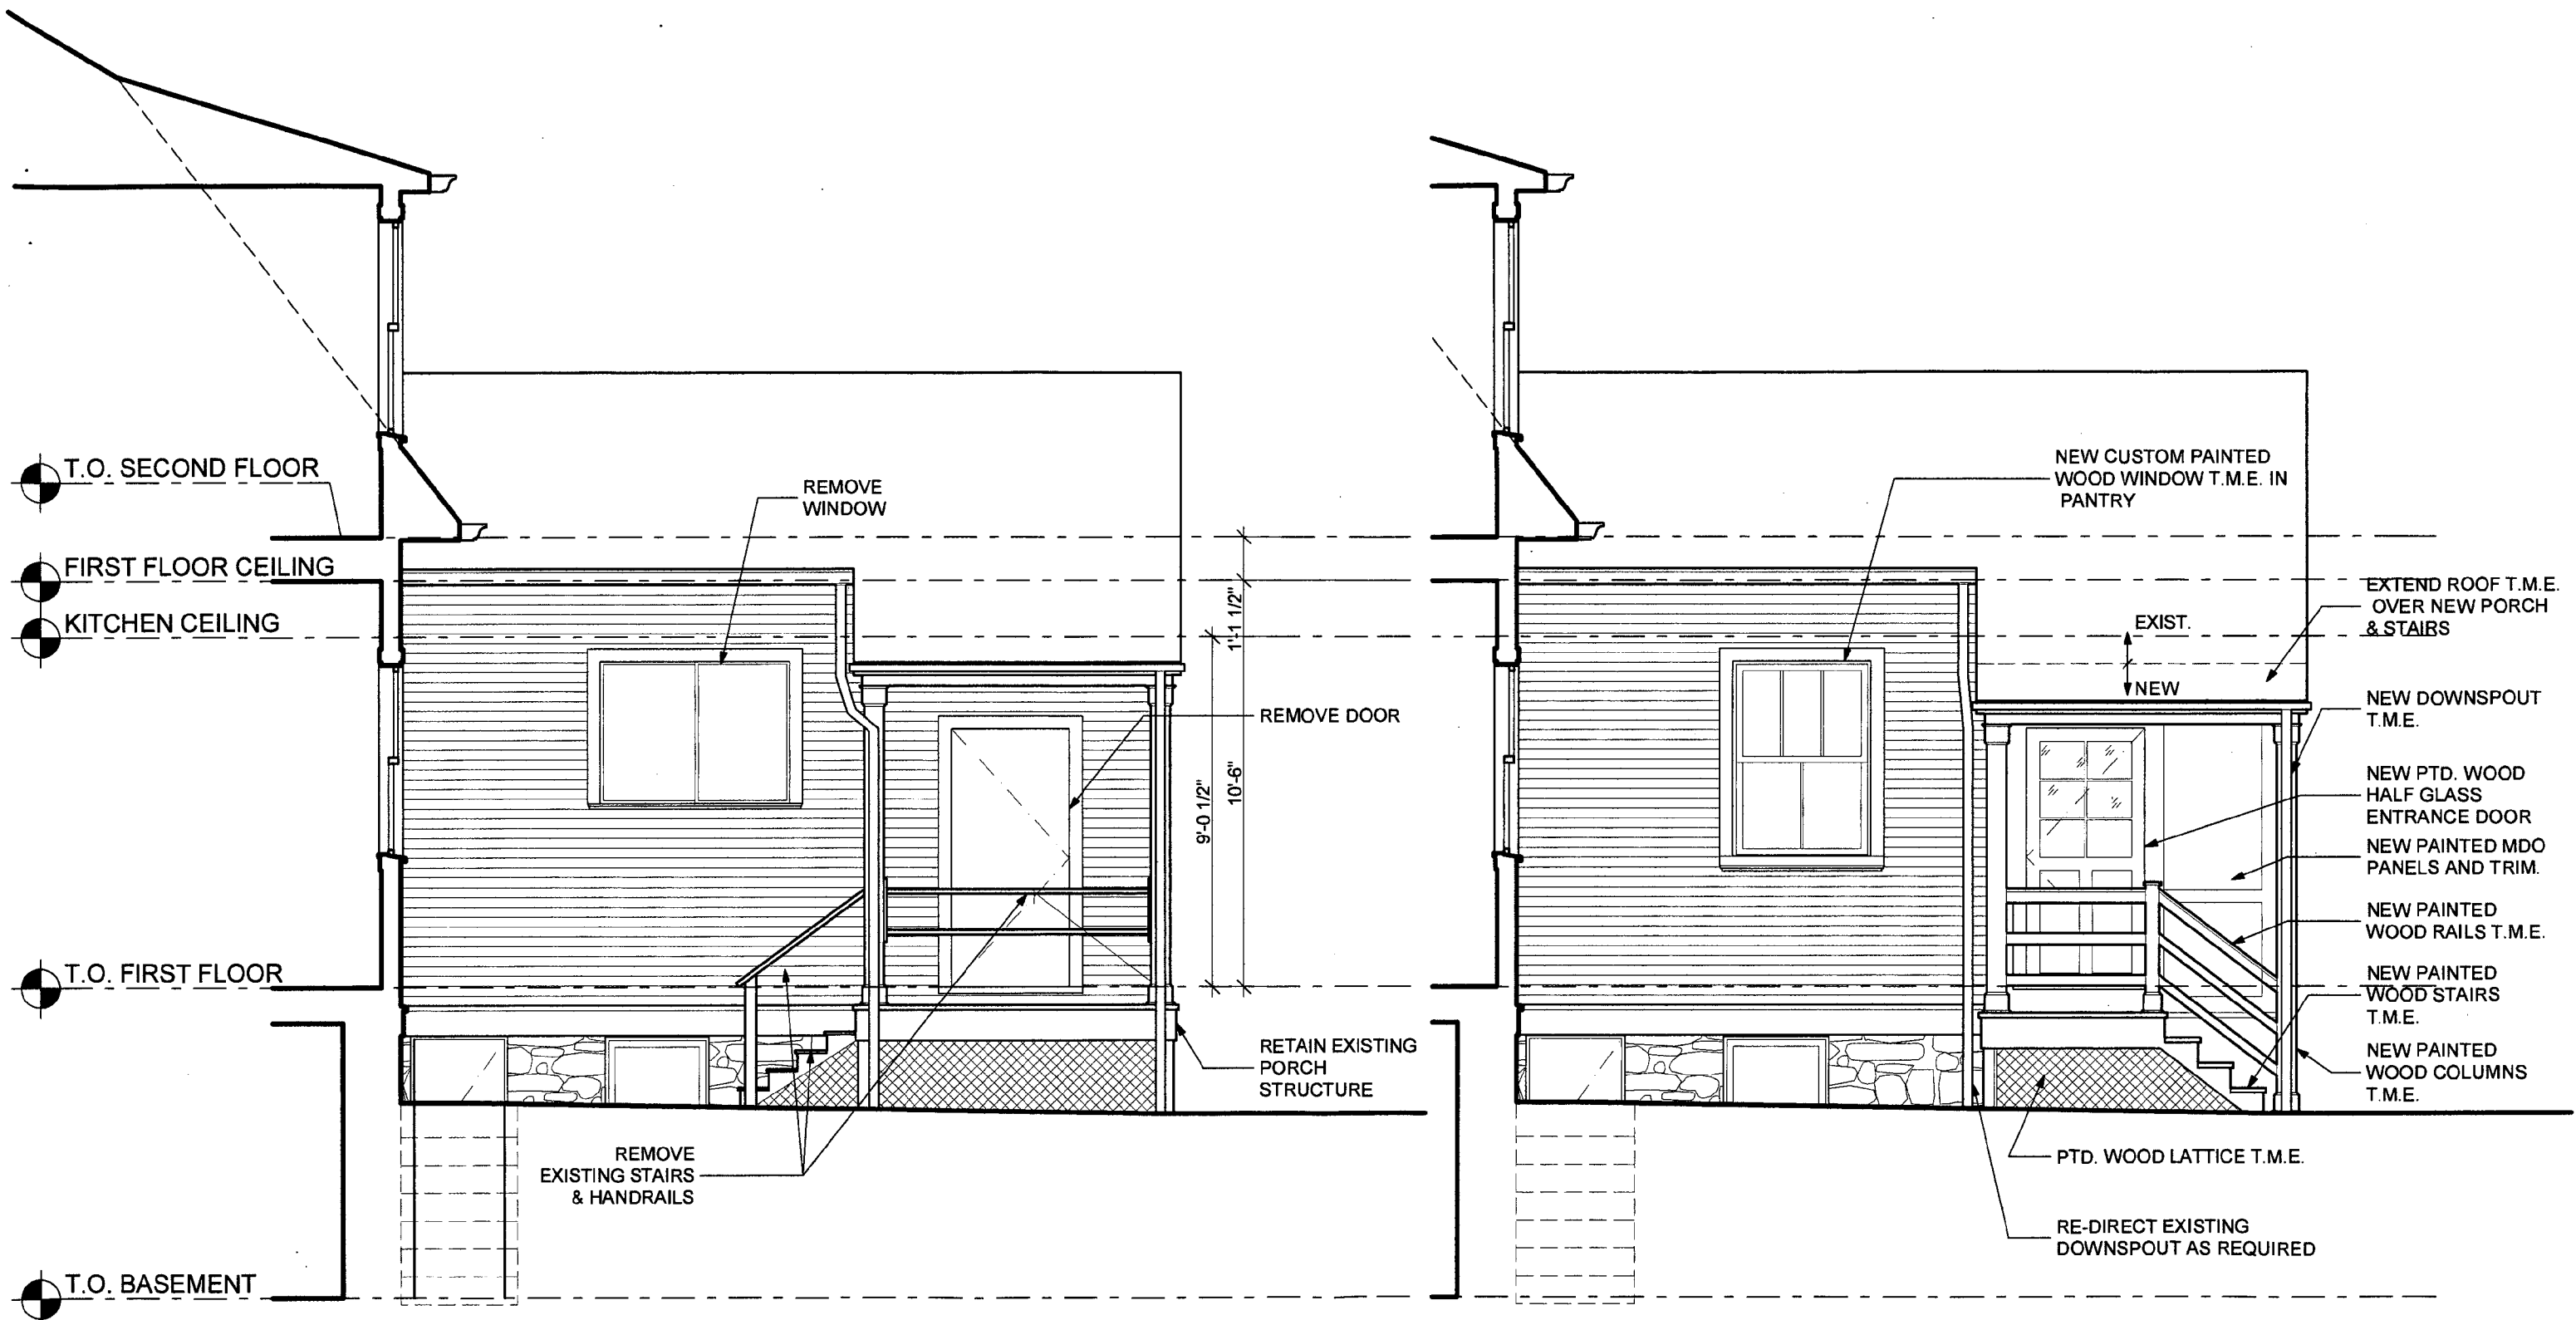 T.O. SECOND FLOOR
FIRST FLOOR CEILING
KITCHEN CEILING
T.O. FIRST FLOOR
T.O. BASEMENT
REMOVE
WINDOW
REMOVE DOOR
1'-1 1/2"
9'-0 1/2"
10'-6"
RETAIN EXISTING
PORCH
STRUCTURE
REMOVE
EXISTING STAIRS
& HANDRAILS
NEW CUSTOM PAINTED
WOOD WINDOW T.M.E. IN
PANTRY
EXIST.
NEW
EXTEND ROOF T.M.E.
OVER NEW PORCH
& STAIRS
NEW DOWNSPOUT
T.M.E.
NEW PTD. WOOD
HALF GLASS
ENTRANCE DOOR
NEW PAINTED MDO
PANELS AND TRIM.
NEW PAINTED
WOOD RAILS T.M.E.
NEW PAINTED
WOOD STAIRS
T.M.E.
NEW PAINTED
WOOD COLUMNS
T.M.E.
PTD. WOOD LATTICE T.M.E.
RE-DIRECT EXISTING
DOWNSPOUT AS REQUIRED